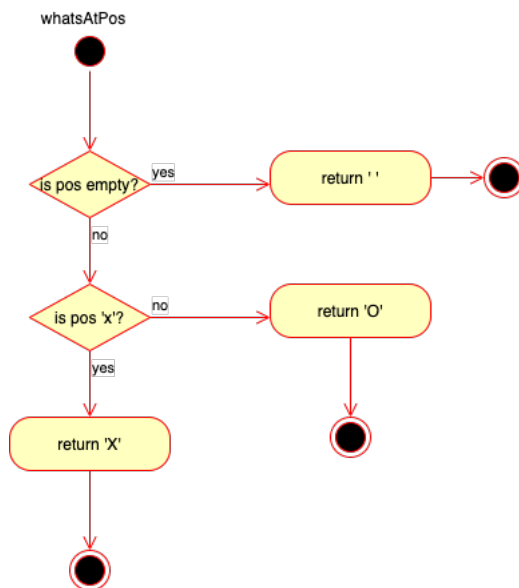 whatsAtPos
is pos empty?
yes
return ' '
no
is pos 'x'?
no
return 'O'
yes
return 'X'